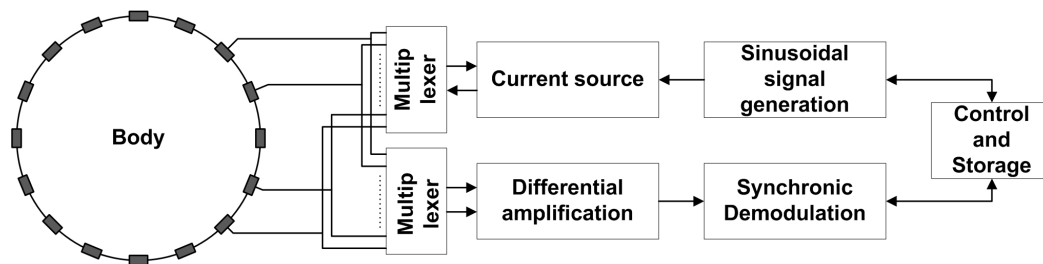 Body
Multip
lexer
Current source
Sinusoidal
signal
generation
Control
and
Storage
Multip
lexer
Differential
amplification
Synchronic
Demodulation